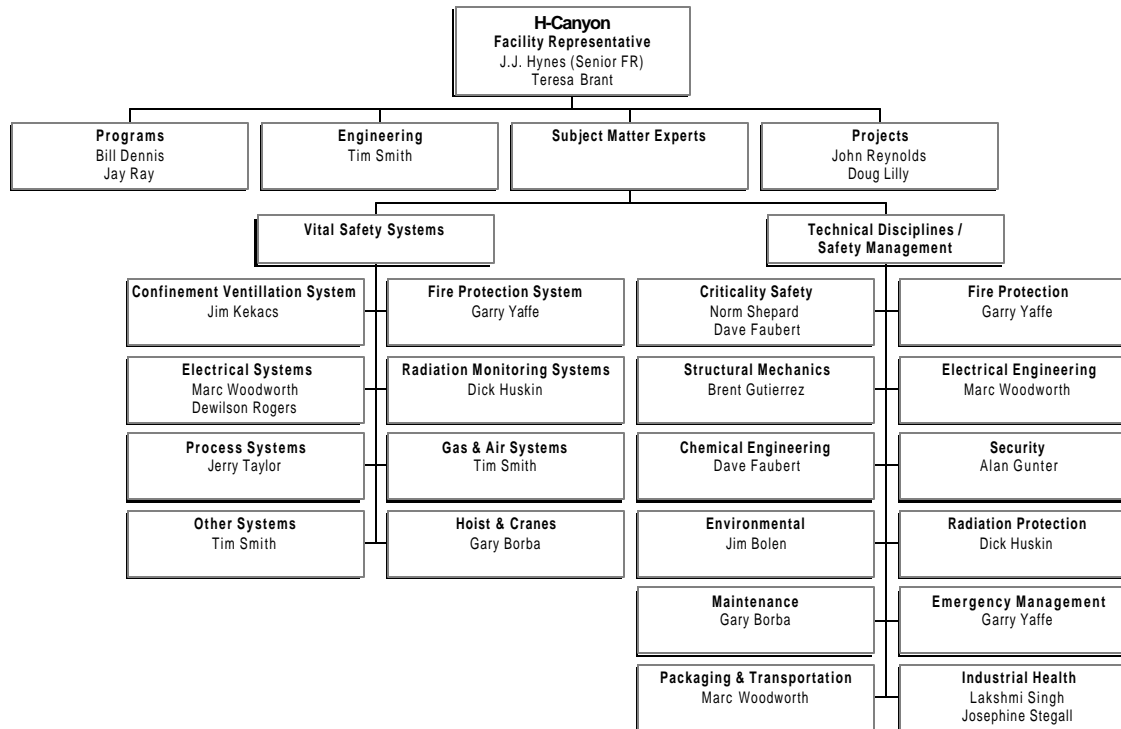 H-Canyon
Facility Representative
J.J. Hynes (Senior FR)
Teresa Brant
Programs
Bill Dennis
Jay Ray
Engineering
Tim Smith
Subject Matter Experts
Projects
John Reynolds
Doug Lilly
Vital Safety Systems
Technical Disciplines /
Safety Management
Confinement Ventillation System
Jim Kekacs
Fire Protection System
Garry Yaffe
Criticality Safety
Norm Shepard
Dave Faubert
Fire Protection
Garry Yaffe
Electrical Systems
Marc Woodworth
Dewilson Rogers
Radiation Monitoring Systems
Dick Huskin
Structural Mechanics
Brent Gutierrez
Electrical Engineering
Marc Woodworth
Process Systems
Jerry Taylor
Gas & Air Systems
Tim Smith
Chemical Engineering
Dave Faubert
Security
Alan Gunter
Other Systems
Tim Smith
Hoist & Cranes
Gary Borba
Environmental
Jim Bolen
Radiation Protection
Dick Huskin
Maintenance
Gary Borba
Emergency Management
Garry Yaffe
Packaging & Transportation
Marc Woodworth
Industrial Health
Lakshmi Singh
Josephine Stegall